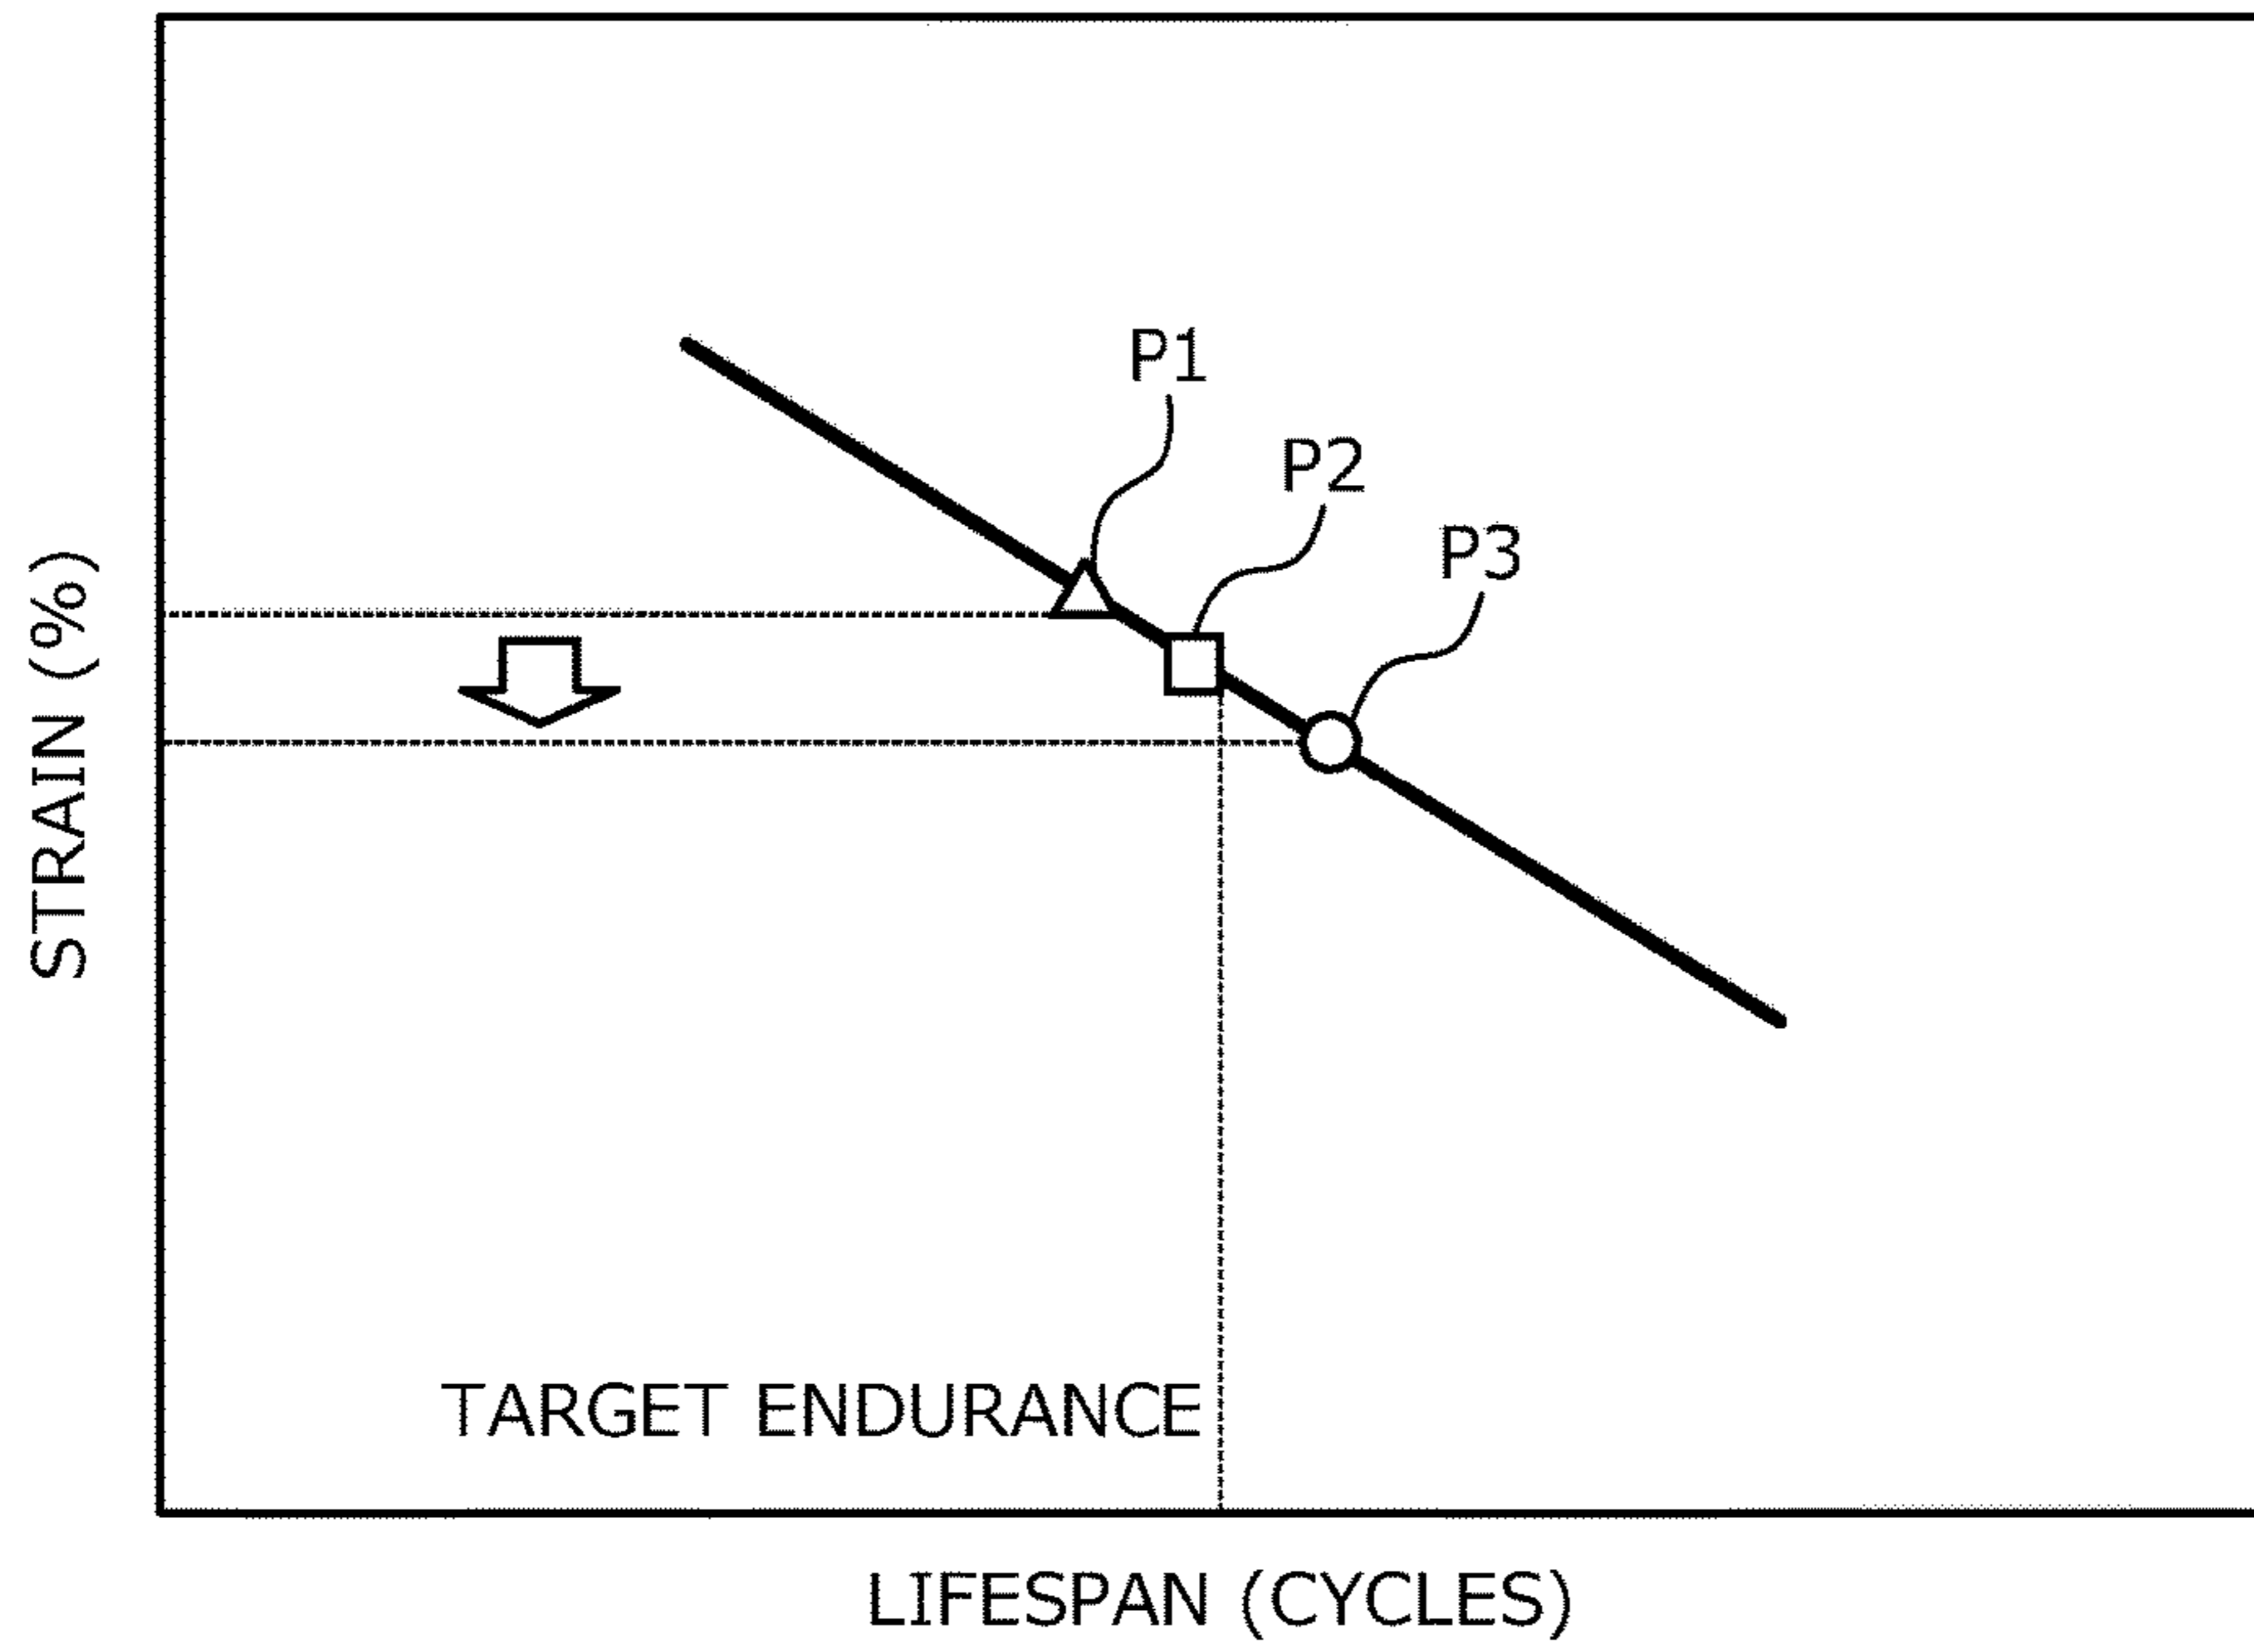 P1
P2
P3
STRAIN (%)
TARGET ENDURANCE
LIFESPAN (CYCLES)